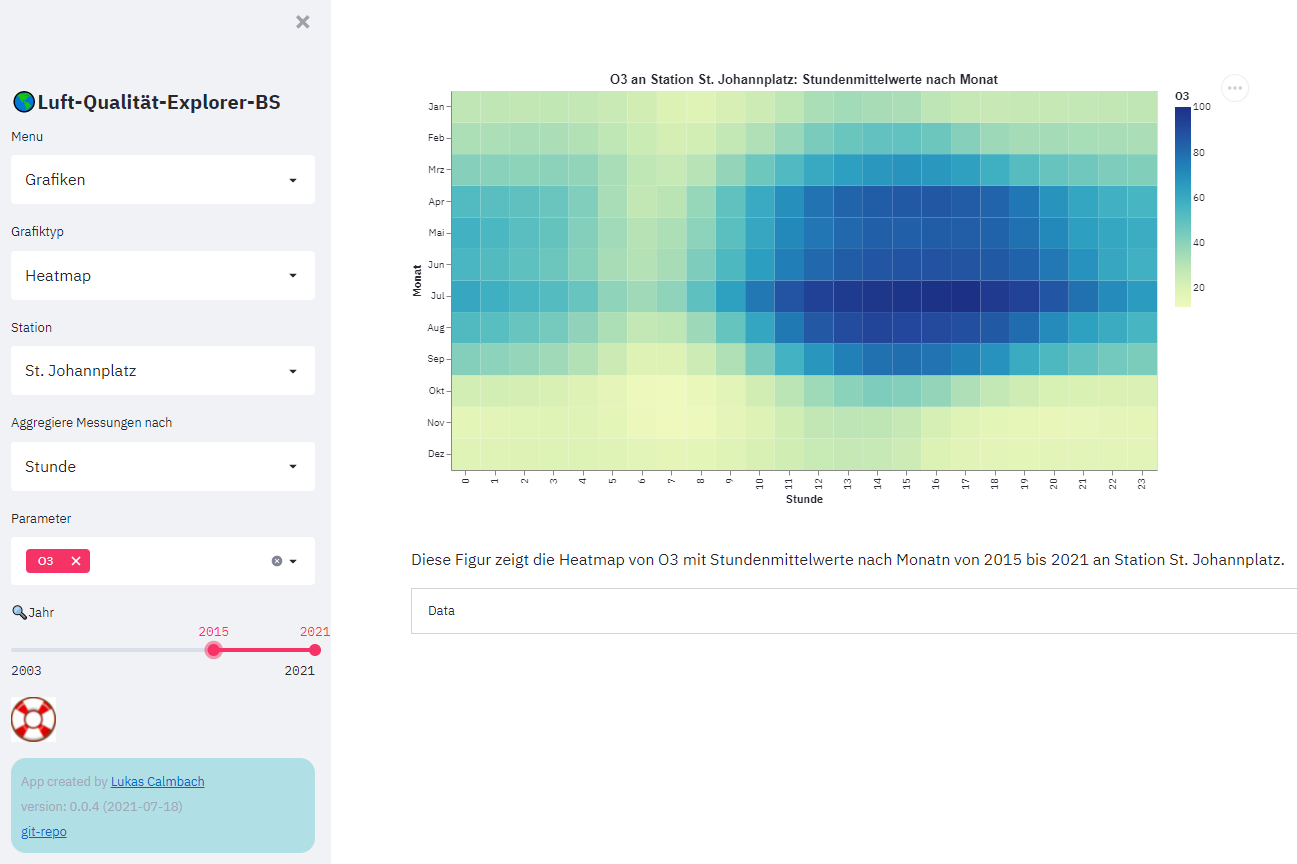 Luft-Qualität-Explorer-BS
Menu
Grafiken
Grafiktyp
Heatmap
Station
St. Johannplatz
Aggregiere Messungen nach
Stunde
Parameter
O3
Jahr
2015 2021
2003 2021
App created by Lukas Calmbach
version: 0.0.4 (2021-07-18)
git-repo
O3 an Station St. Johannplatz: Stundenmittelwerte nach Monat
Monat
Jan
Feb
Mrz
Apr
Mai
Jun
Jul
Aug
Sep
Okt
Nov
Dez
0 1 2 3 4 5 6 7 8 9 10 11 12 13 14 15 16 17 18 19 20 21 22 23
Stunde
O3
100
80
60
40
20
Diese Figur zeigt die Heatmap von O3 mit Stundenmittelwerte nach Monatn von 2015 bis 2021 an Station St. Johannplatz.
Data